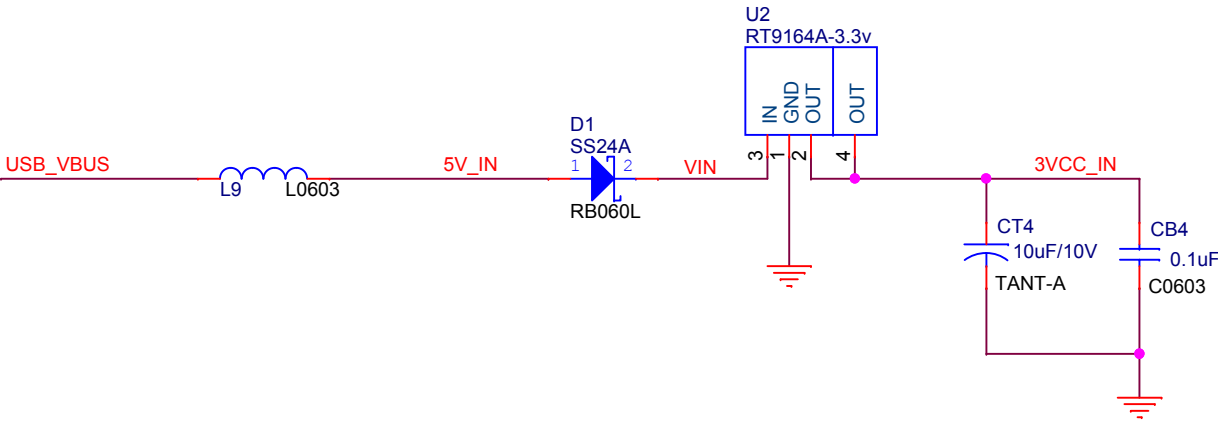 U2
RT9164A-3.3v
IN
GND
OUT
OUT
3
1
2
4
D1
SS24A
1
2
RB060L
USB_VBUS
L9
L0603
5V_IN
VIN
3VCC_IN
CT4
10uF/10V
TANT-A
CB4
0.1uF
C0603